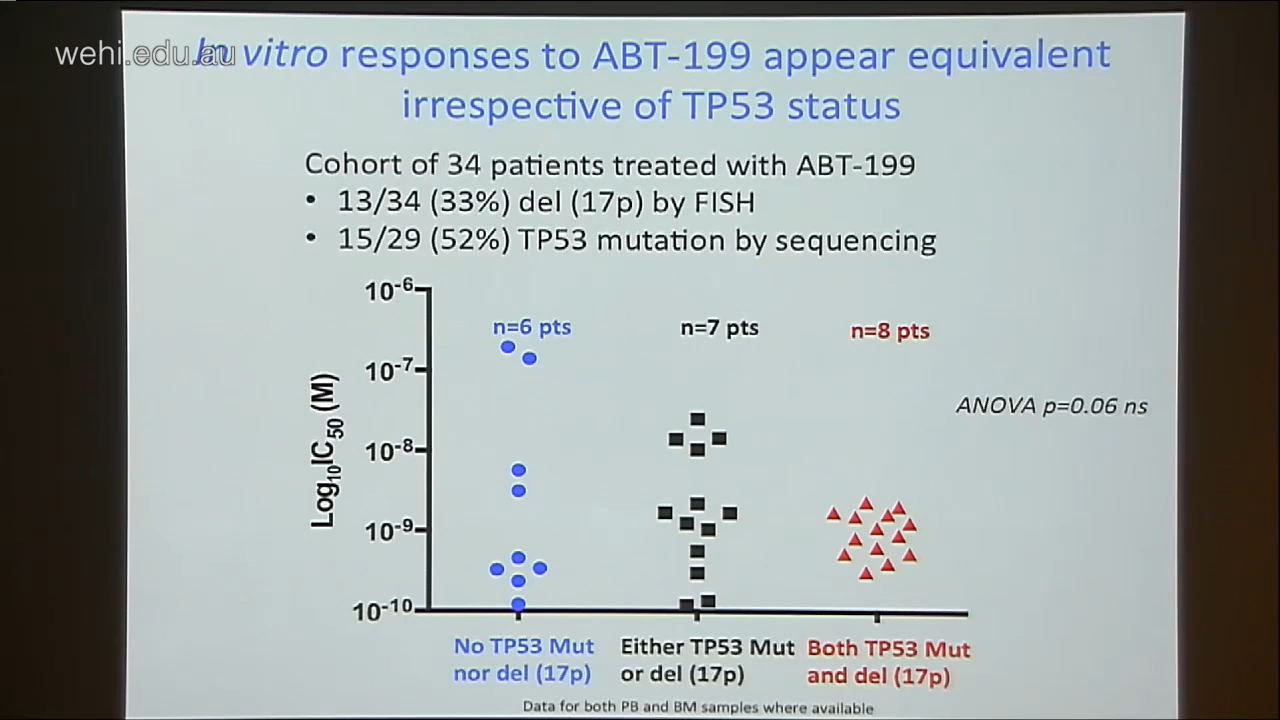 wehi.edu.au
In vitro responses to ABT-199 appear equivalent
irrespective of TP53 status
Cohort of 34 patients treated with ABT-199
• 13/34 (33%) del (17p) by FISH
• 15/29 (52%) TP53 mutation by sequencing
10-6
n=6 pts n=7 pts n=8 pts
10-7
ANOVA p=0.06 ns
10-8
Log10IC50 (M)
10-9
10-10
No TP53 Mut Either TP53 Mut Both TP53 Mut
nor del (17p) or del (17p) and del (17p)
Data for both PB and BM samples where available